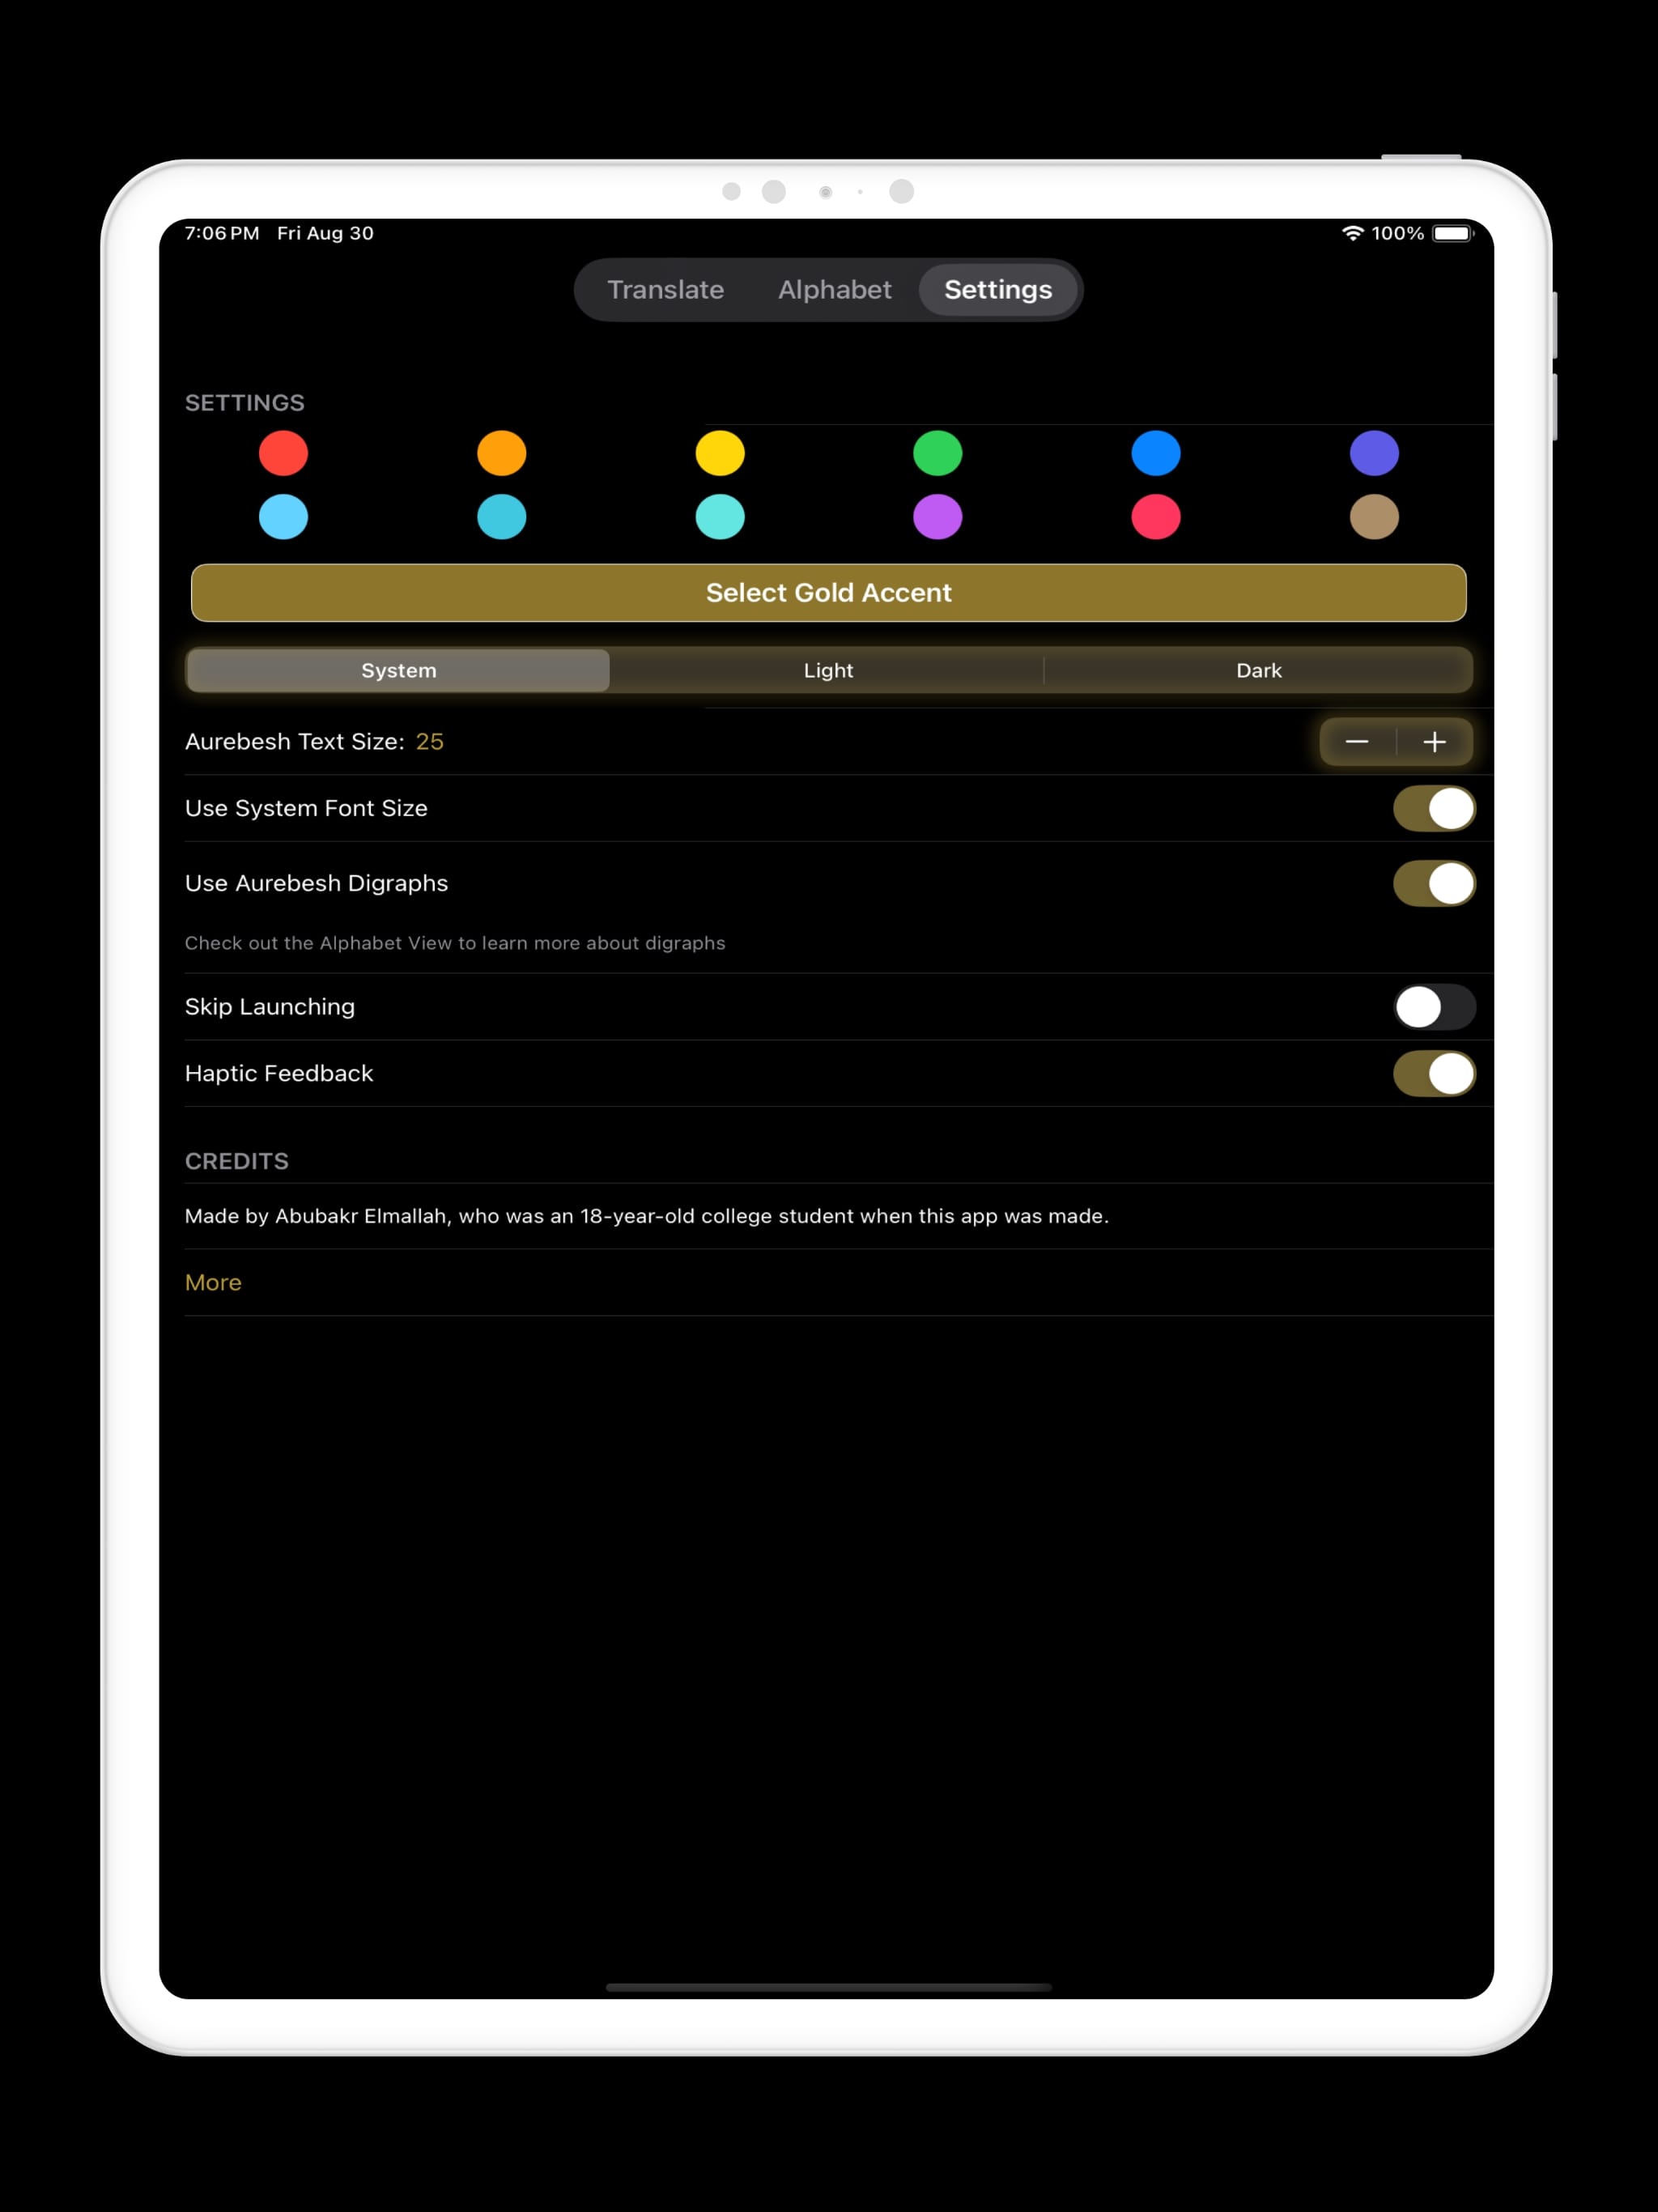 7:06 PM Fri Aug 30 100%
Translate Alphabet Settings
SETTINGS
Select Gold Accent
System Light Dark
Aurebesh Text Size: 25 − +
Use System Font Size
Use Aurebesh Digraphs
Check out the Alphabet View to learn more about digraphs
Skip Launching
Haptic Feedback
CREDITS
Made by Abubakr Elmallah, who was an 18-year-old college student when this app was made.
More